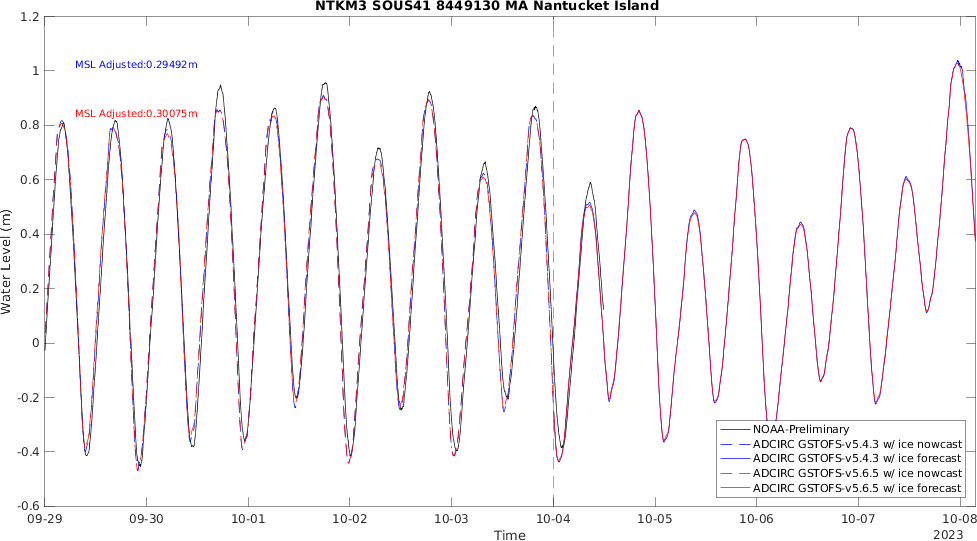 NTKM3 SOUS41 8449130 MA Nantucket Island
1.2
1
0.8
0.6
0.4
0.2
0
-0.2
-0.4
-0.6
Water Level (m)
MSL Adjusted:0.29492m
MSL Adjusted:0.30075m
NOAA-Preliminary
ADCIRC GSTOFS-v5.4.3 w/ ice nowcast
ADCIRC GSTOFS-v5.4.3 w/ ice forecast
ADCIRC GSTOFS-v5.6.5 w/ ice nowcast
ADCIRC GSTOFS-v5.6.5 w/ ice forecast
09-29 09-30 10-01 10-02 10-03 10-04 10-05 10-06 10-07 10-08
Time
2023